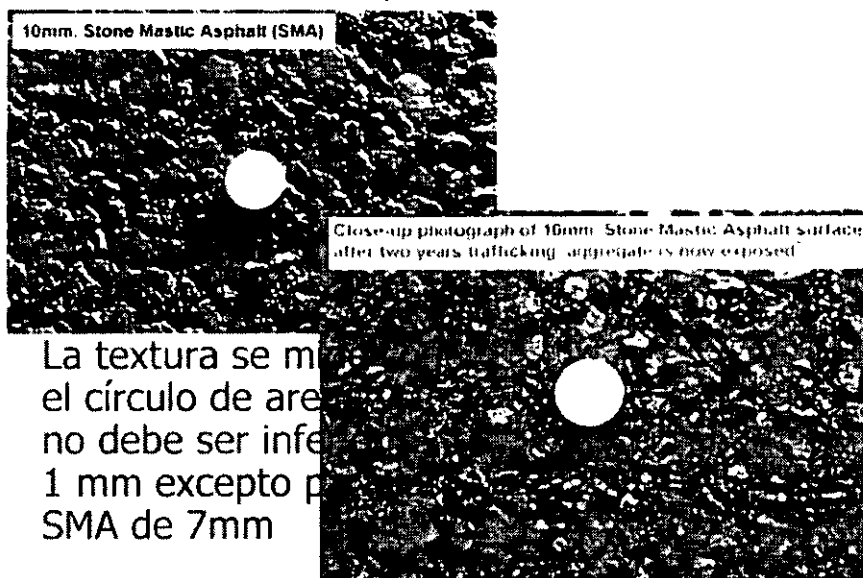 10mm. Stone Mastic Asphalt (SMA)
Close-up photograph of 10mm. Stone Mastic Asphalt surface
after two years trafficking. aggregate is now exposed
La textura se mi
el círculo de are
no debe ser infe
1 mm excepto p
SMA de 7mm